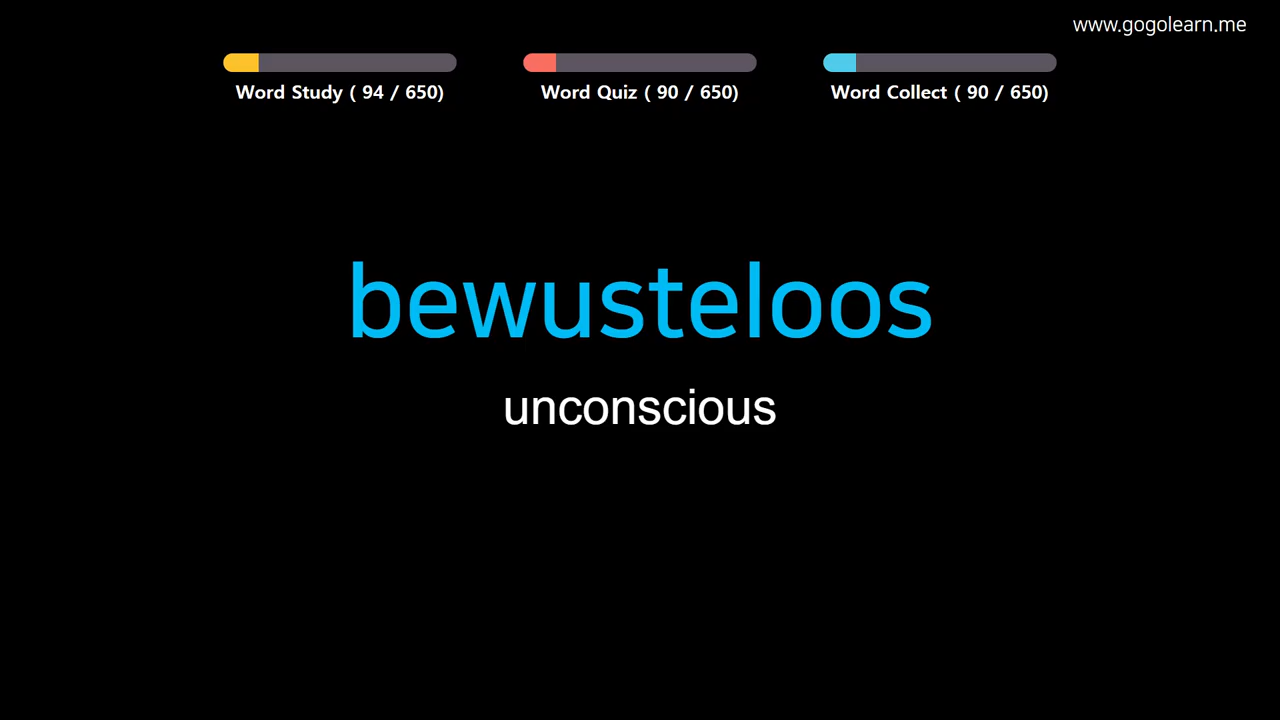 www.gogolearn.me
Word Study ( 94 / 650)
Word Quiz ( 90 / 650)
Word Collect ( 90 / 650)
bewusteloos
unconscious